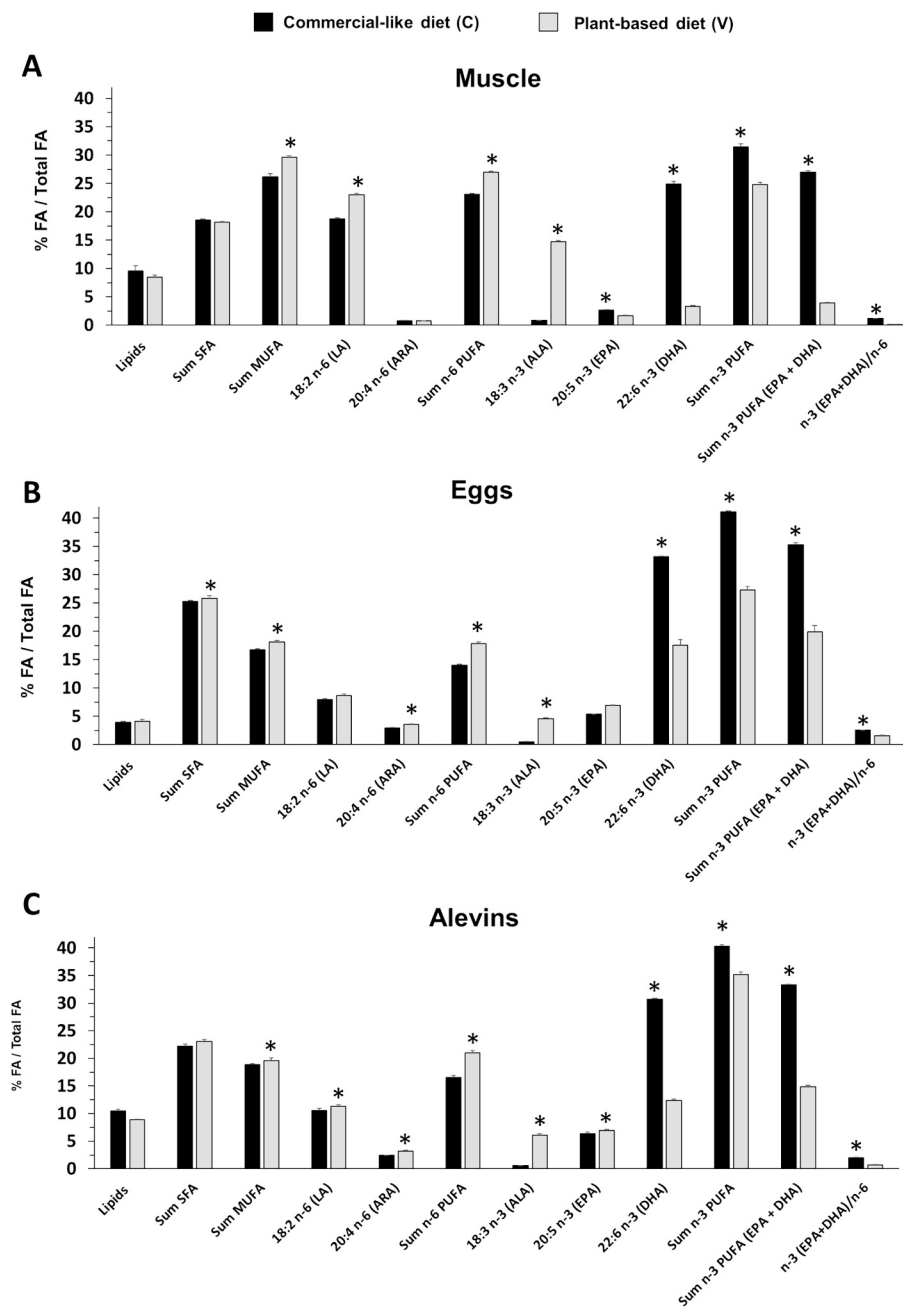 Commercial-like diet (C)
Plant-based diet (V)
A
Muscle
% FA / Total FA
40
35
30
25
20
15
10
5
0
*
*
*
*
*
*
*
*
*
Lipids
Sum SFA
Sum MUFA
18:2 n-6 (LA)
20:4 n-6 (ARA)
Sum n-6 PUFA
18:3 n-3 (ALA)
20:5 n-3 (EPA)
22:6 n-3 (DHA)
Sum n-3 PUFA
Sum n-3 PUFA (EPA + DHA)
n-3 (EPA+DHA)/n-6
B
Eggs
% FA / Total FA
40
35
30
25
20
15
10
5
0
*
*
*
*
*
*
*
*
*
Lipids
Sum SFA
Sum MUFA
18:2 n-6 (LA)
20:4 n-6 (ARA)
Sum n-6 PUFA
18:3 n-3 (ALA)
20:5 n-3 (EPA)
22:6 n-3 (DHA)
Sum n-3 PUFA
Sum n-3 PUFA (EPA + DHA)
n-3 (EPA+DHA)/n-6
C
Alevins
% FA / Total FA
40
35
30
25
20
15
10
5
0
*
*
*
*
*
*
*
*
*
*
Lipids
Sum SFA
Sum MUFA
18:2 n-6 (LA)
20:4 n-6 (ARA)
Sum n-6 PUFA
18:3 n-3 (ALA)
20:5 n-3 (EPA)
22:6 n-3 (DHA)
Sum n-3 PUFA
Sum n-3 PUFA (EPA + DHA)
n-3 (EPA+DHA)/n-6